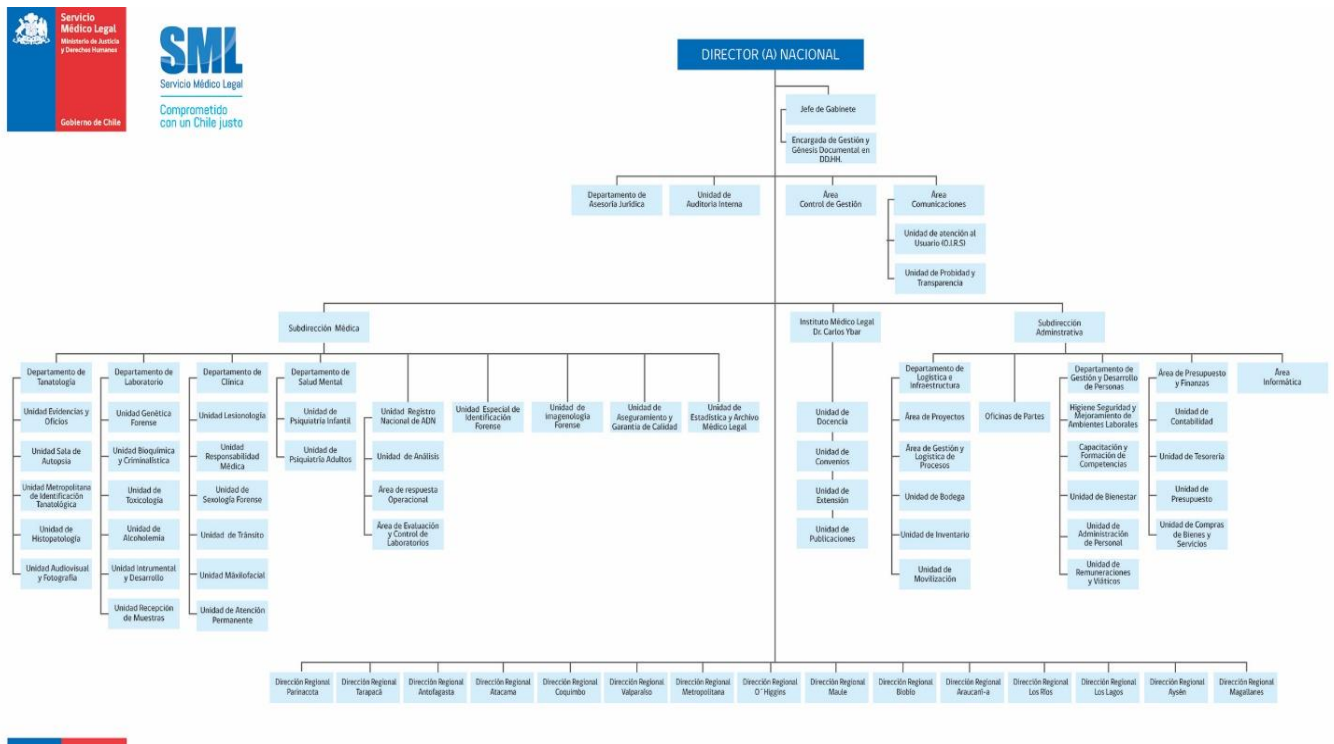 Servicio
Médico Legal
Ministerio de Justicia
y Derechos Humanos
Gobierno de Chile
SML
Servicio Médico Legal
Comprometido
con un Chile justo
DIRECTOR (A) NACIONAL
Jefe de Gabinete
Encargada de Gestión y
Génesis Documental en
DD.HH.
Departamento de
Asesoría Jurídica
Unidad de
Auditoria Interna
Área
Control de Gestión
Área
Comunicaciones
Unidad de atención al
Usuario (O.I.R.S)
Unidad de Probidad y
Transparencia
Subdirección Médica
Instituto Médico Legal
Dr. Carlos Ybar
Subdirección
Adminstrativa
Departamento de
Tanatología
Unidad Evidencias y
Oficios
Unidad Sala de
Autopsia
Unidad Metropolitana
de Identificación
Tanatológica
Unidad de
Histopatología
Unidad Audiovisual
y Fotografía
Departamento de
Laboratorio
Unidad Genética
Forense
Unidad Bioquímica
y Criminalística
Unidad de
Toxicología
Unidad de
Alcoholemia
Unidad Intrumental
y Desarrollo
Unidad Recepción
de Muestras
Departamento de
Clínica
Unidad Lesionología
Unidad
Responsabilidad
Médica
Unidad de
Sexología Forense
Unidad de Tránsito
Unidad Máxilofacial
Unidad de Atención
Permanente
Departamento de
Salud Mental
Unidad de
Psiquiatría Infantil
Unidad de
Psiquiatría Adultos
Unidad Registro
Nacional de ADN
Unidad de Análisis
Área de respuesta
Operacional
Área de Evaluación
y Control de
Laboratorios
Unidad Especial de
Identificación
Forense
Unidad de
Imagenología
Forense
Unidad de
Aseguramiento y
Garantía de Calidad
Unidad de
Estadística y Archivo
Médico Legal
Unidad de
Docencia
Unidad de
Convenios
Unidad de
Extensión
Unidad de
Publicaciones
Departamento de
Logística e
Infraestructura
Área de Proyectos
Área de Gestión y
Logística de
Procesos
Unidad de Bodega
Unidad de Inventario
Unidad de
Movilización
Oficinas de Partes
Departamento de
Gestión y Desarrollo
de Personas
Higiene Seguridad y
Mejoramiento de
Ambientes Laborales
Capacitación y
Formación de
Competencias
Unidad de Bienestar
Unidad de
Administración
de Personal
Unidad de
Remuneraciones
y Viáticos
Área de Presupuesto
y Finanzas
Unidad de
Contabilidad
Unidad de Tesorería
Unidad de
Presupuesto
Unidad de Compras
de Bienes y
Servicios
Área
Informática
Dirección Regional
Parinacota
Dirección Regional
Tarapacá
Dirección Regional
Antofagasta
Dirección Regional
Atacama
Dirección Regional
Coquimbo
Dirección Regional
Valparaíso
Dirección Regional
Metropolitana
Dirección Regional
O´Higgins
Dirección Regional
Maule
Dirección Regional
Biobío
Dirección Regional
Araucarí-a
Dirección Regional
Los Ríos
Dirección Regional
Los Lagos
Dirección Regional
Aysén
Dirección Regional
Magallanes